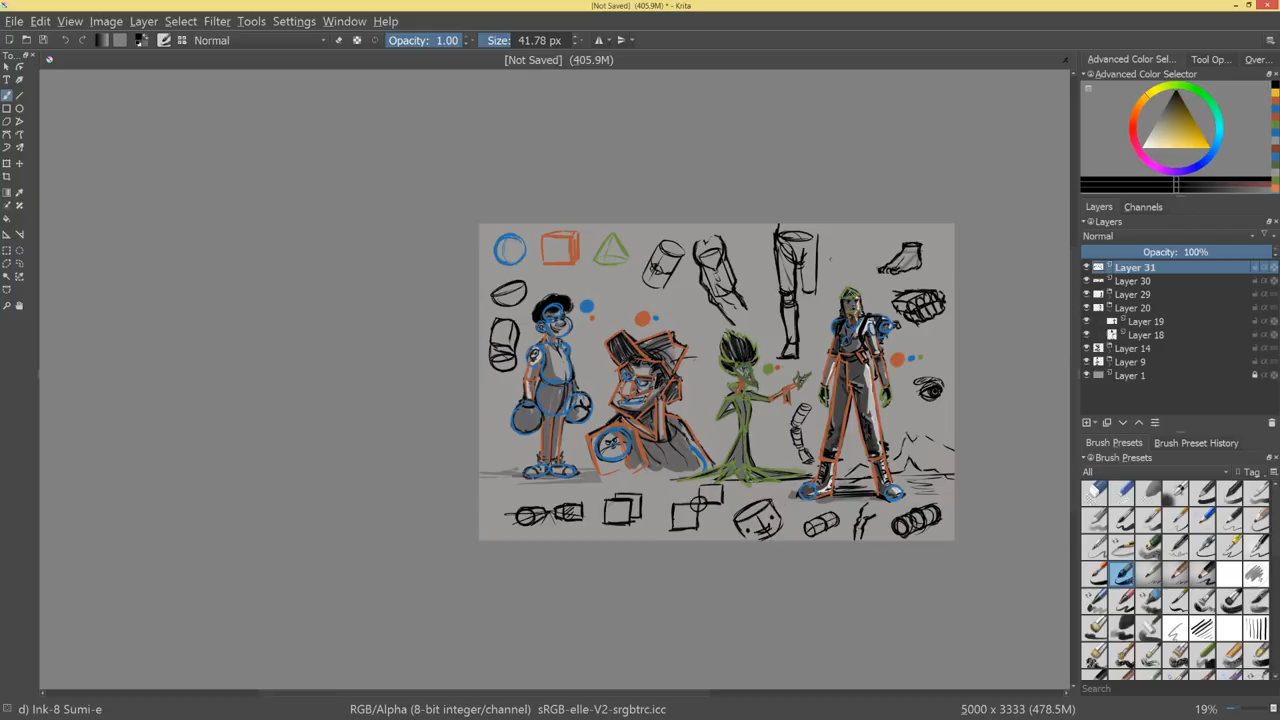 [Not Saved] (405.9M) * - Krita
File Edit View Image Layer Select Filter Tools Settings Window Help
Normal Opacity: 1.00 Size: 41.78 px
To... [Not Saved] (405.9M) Advanced Color Sel... Tool Op... Over...
Advanced Color Selector
Layers Channels
Layers
Normal
Opacity: 100%
Layer 31
Layer 30
Layer 29
Layer 20
Layer 19
Layer 18
Layer 14
Layer 9
Layer 1
Brush Presets Brush Preset History
Brush Presets
All Tag
Search
d) Ink-8 Sumi-e RGB/Alpha (8-bit integer/channel) sRGB-elle-V2-srgbtrc.icc 5000 x 3333 (478.5M) 19%